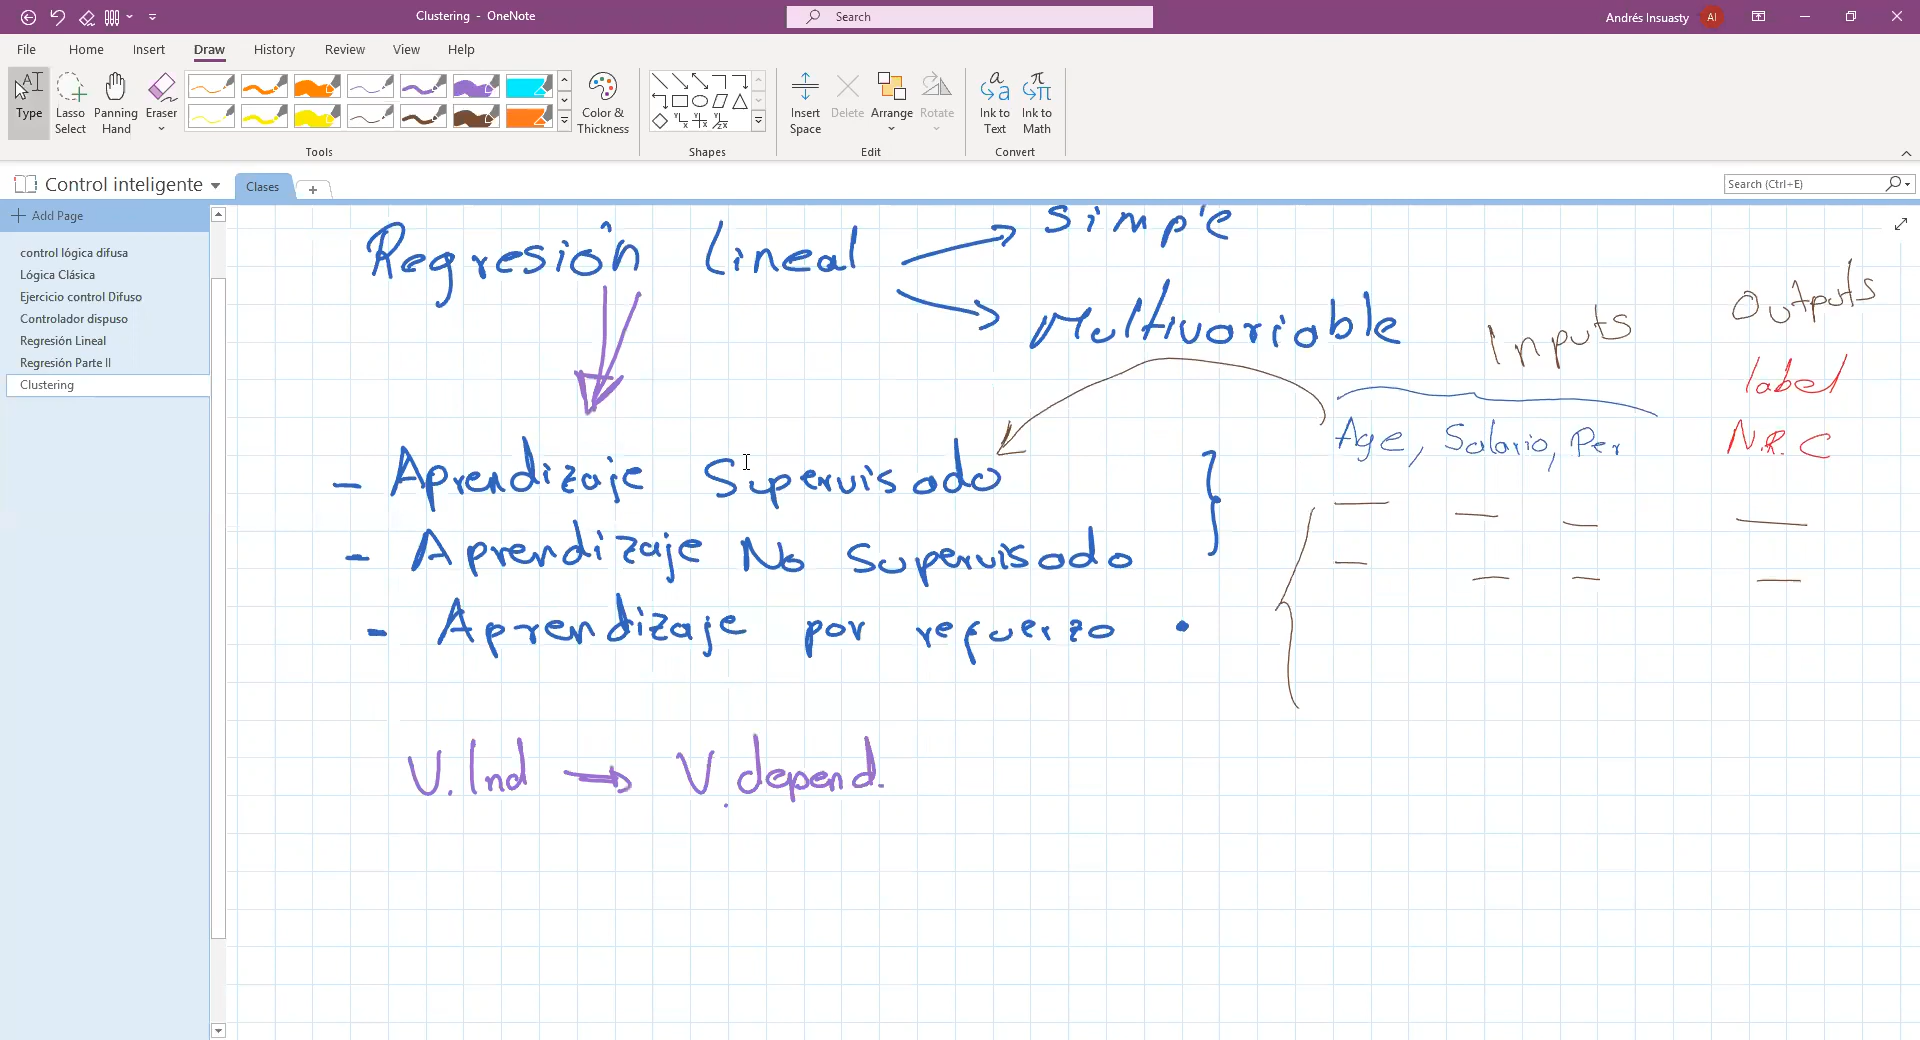 Clustering - OneNote
Search
Andrés Insuasty
AI
File
Home
Insert
Draw
History
Review
View
Help
Type
Lasso Select
Panning Hand
Eraser
Color & Thickness
Insert Space
Delete
Arrange
Rotate
Ink to Text
Ink to Math
Tools
Shapes
Edit
Convert
Control inteligente
Clases
Search (Ctrl+E)
Add Page
control lógica difusa
Lógica Clásica
Ejercicio control Difuso
Controlador dispuso
Regresión Lineal
Regresión Parte II
Clustering
Regresión Lineal
Simple
Multivariable
- Aprendizaje Supervisado
- Aprendizaje No Supervisado
- Aprendizaje por refuerzo
V. Ind → V. depend.
Inputs
Outputs
label
Age, Salario, Per
N.R.C